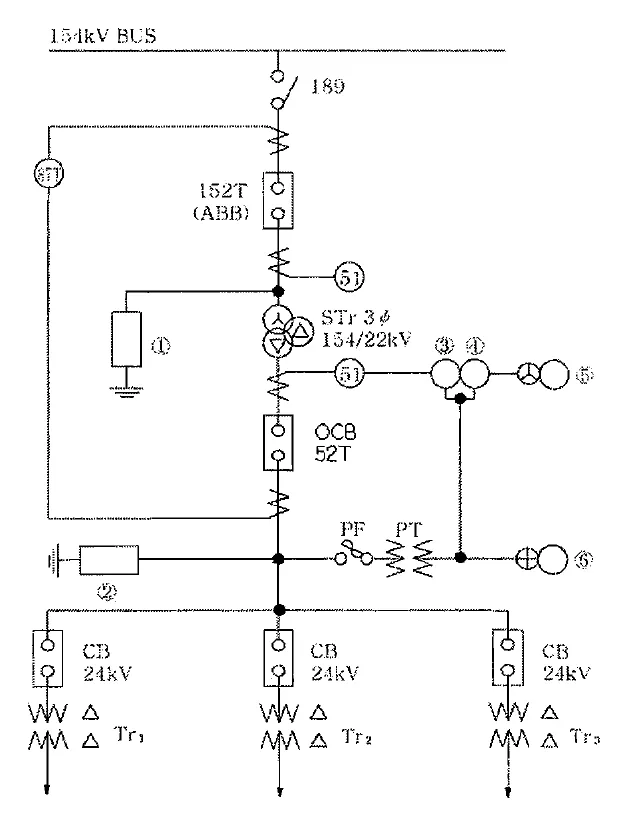 154kV BUS
189
87T
152T
(ABB)
51
①
STr 3φ
154/22kV
51
③ ④
⑤
OCB
52T
PF PT
②
⑥
CB
24kV
CB
24kV
CB
24kV
Δ
Δ Tr₁
Δ
Δ Tr₂
Δ
Δ Tr₃